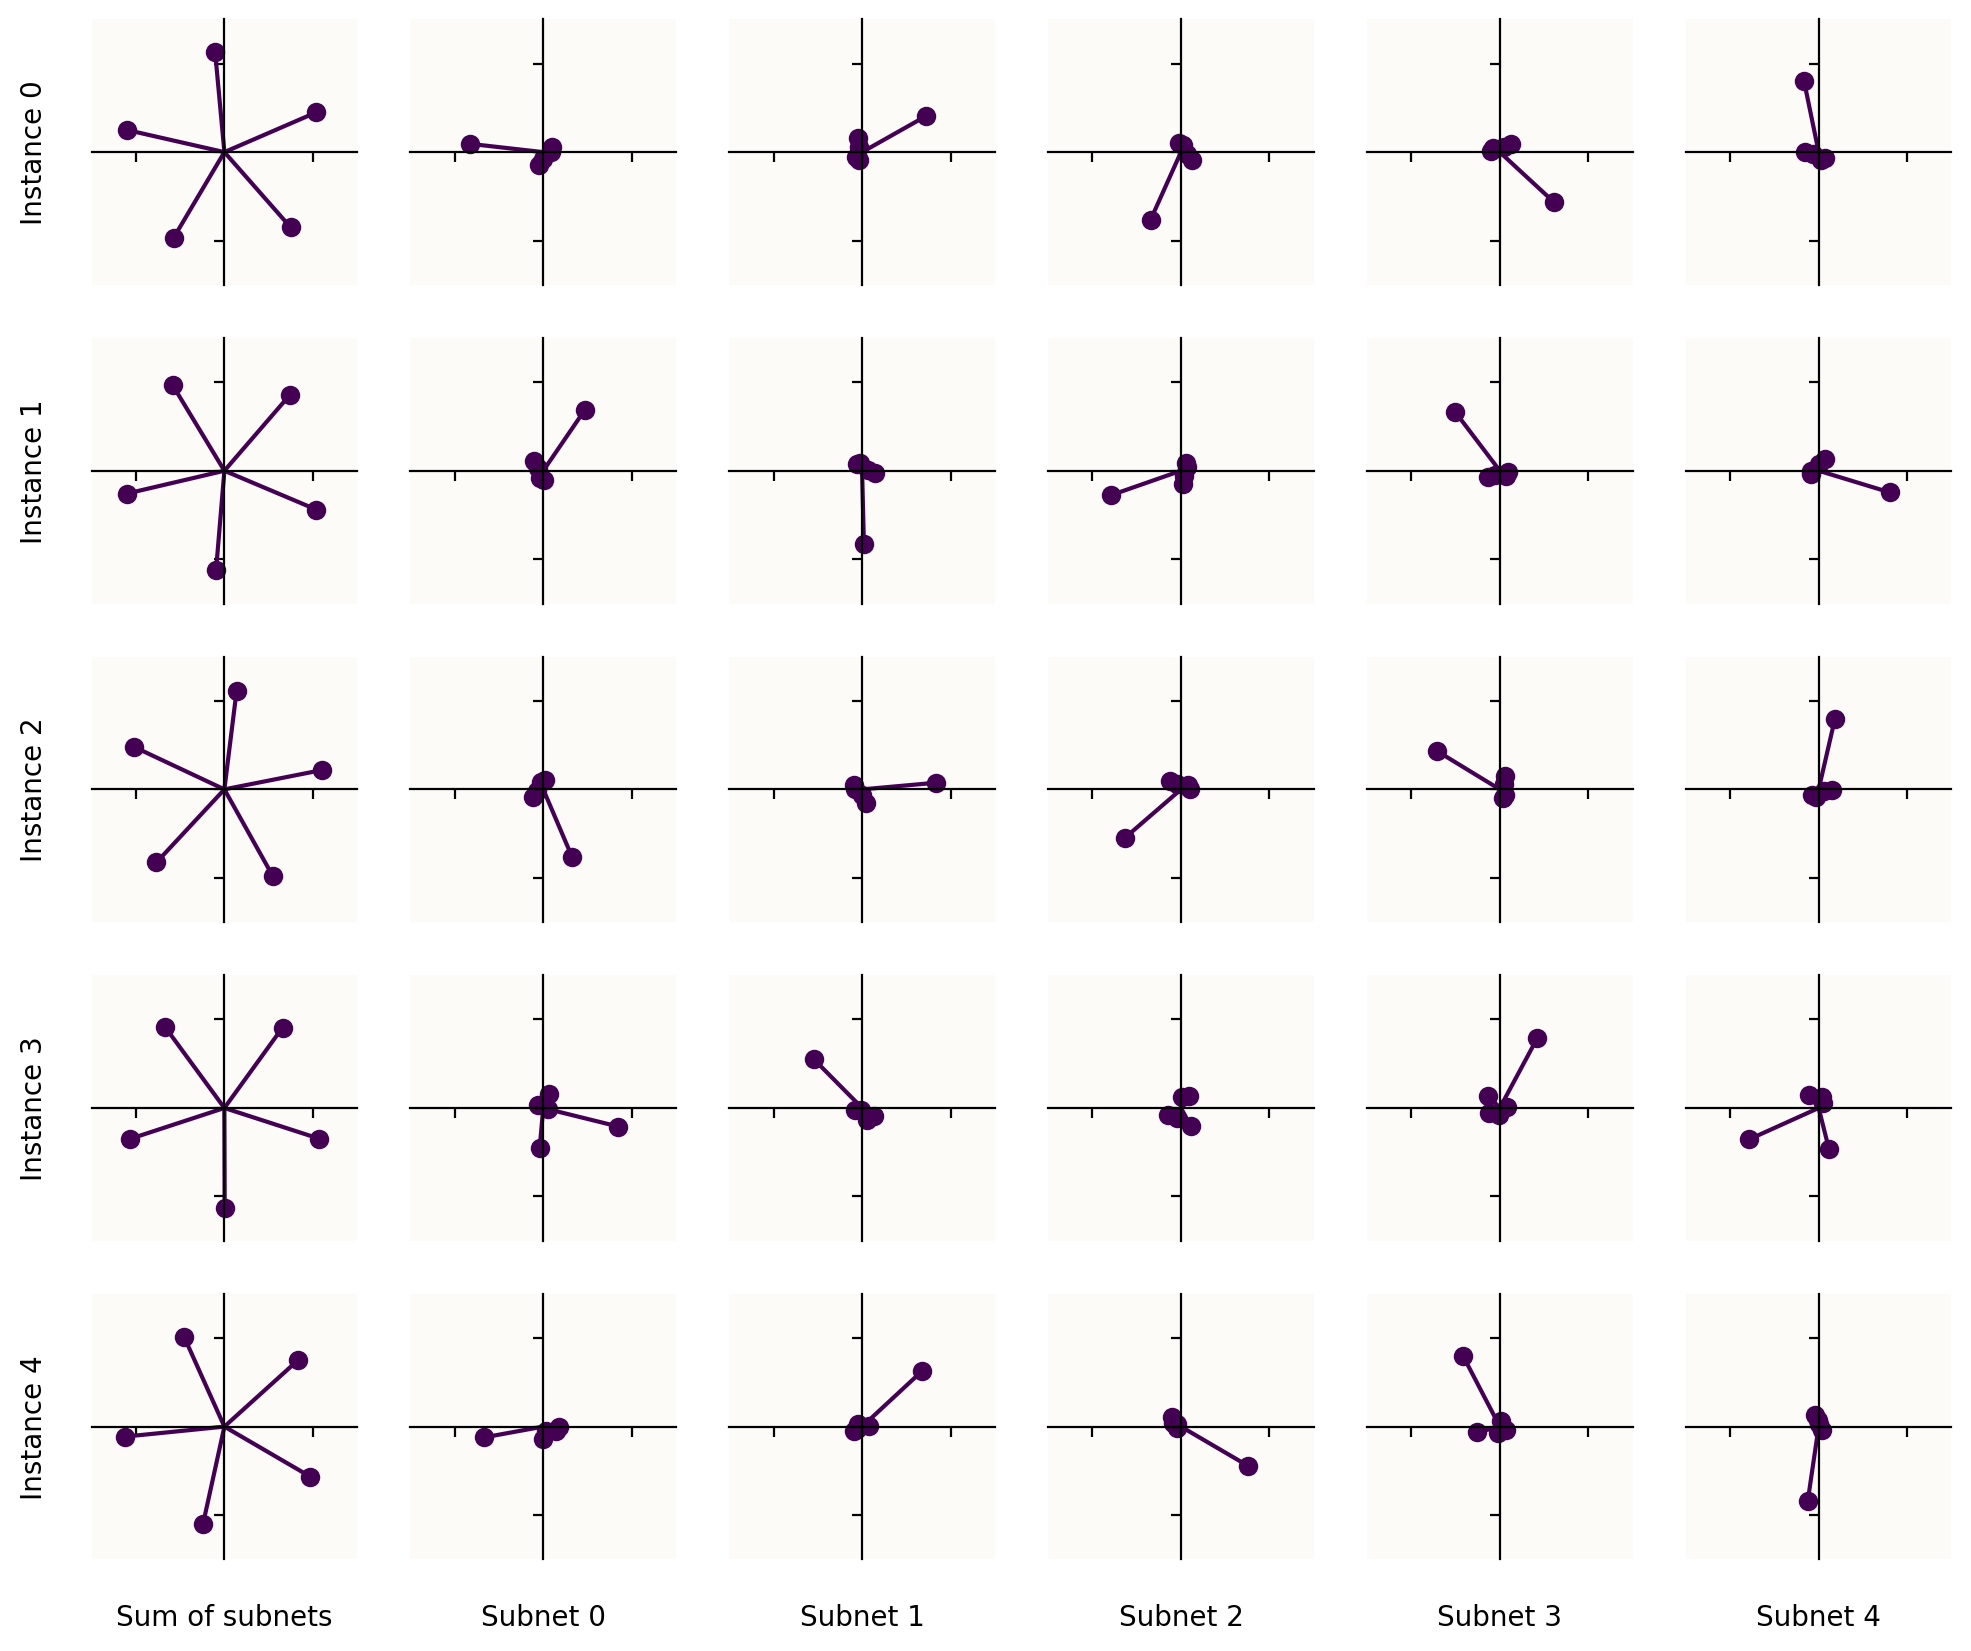 Instance 0
Instance 1
Instance 2
Instance 3
Instance 4
Sum of subnets
Subnet 0
Subnet 1
Subnet 2
Subnet 3
Subnet 4